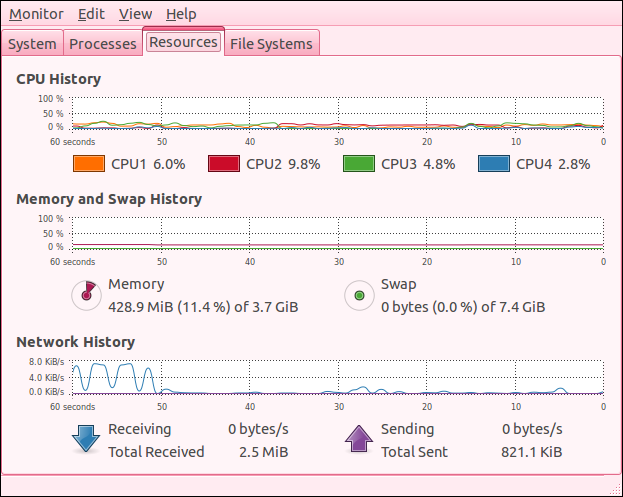 Monitor Edit View Help
System Processes Resources File Systems
CPU History
100 %
50 %
0 %
60 seconds 50 40 30 20 10 0
CPU1 6.0% CPU2 9.8% CPU3 4.8% CPU4 2.8%
Memory and Swap History
100 %
50 %
0 %
60 seconds 50 40 30 20 10 0
Memory Swap
428.9 MiB (11.4 %) of 3.7 GiB 0 bytes (0.0 %) of 7.4 GiB
Network History
8.0 KiB/s
4.0 KiB/s
0.0 KiB/s
60 seconds 50 40 30 20 10 0
Receiving 0 bytes/s Sending 0 bytes/s
Total Received 2.5 MiB Total Sent 821.1 KiB